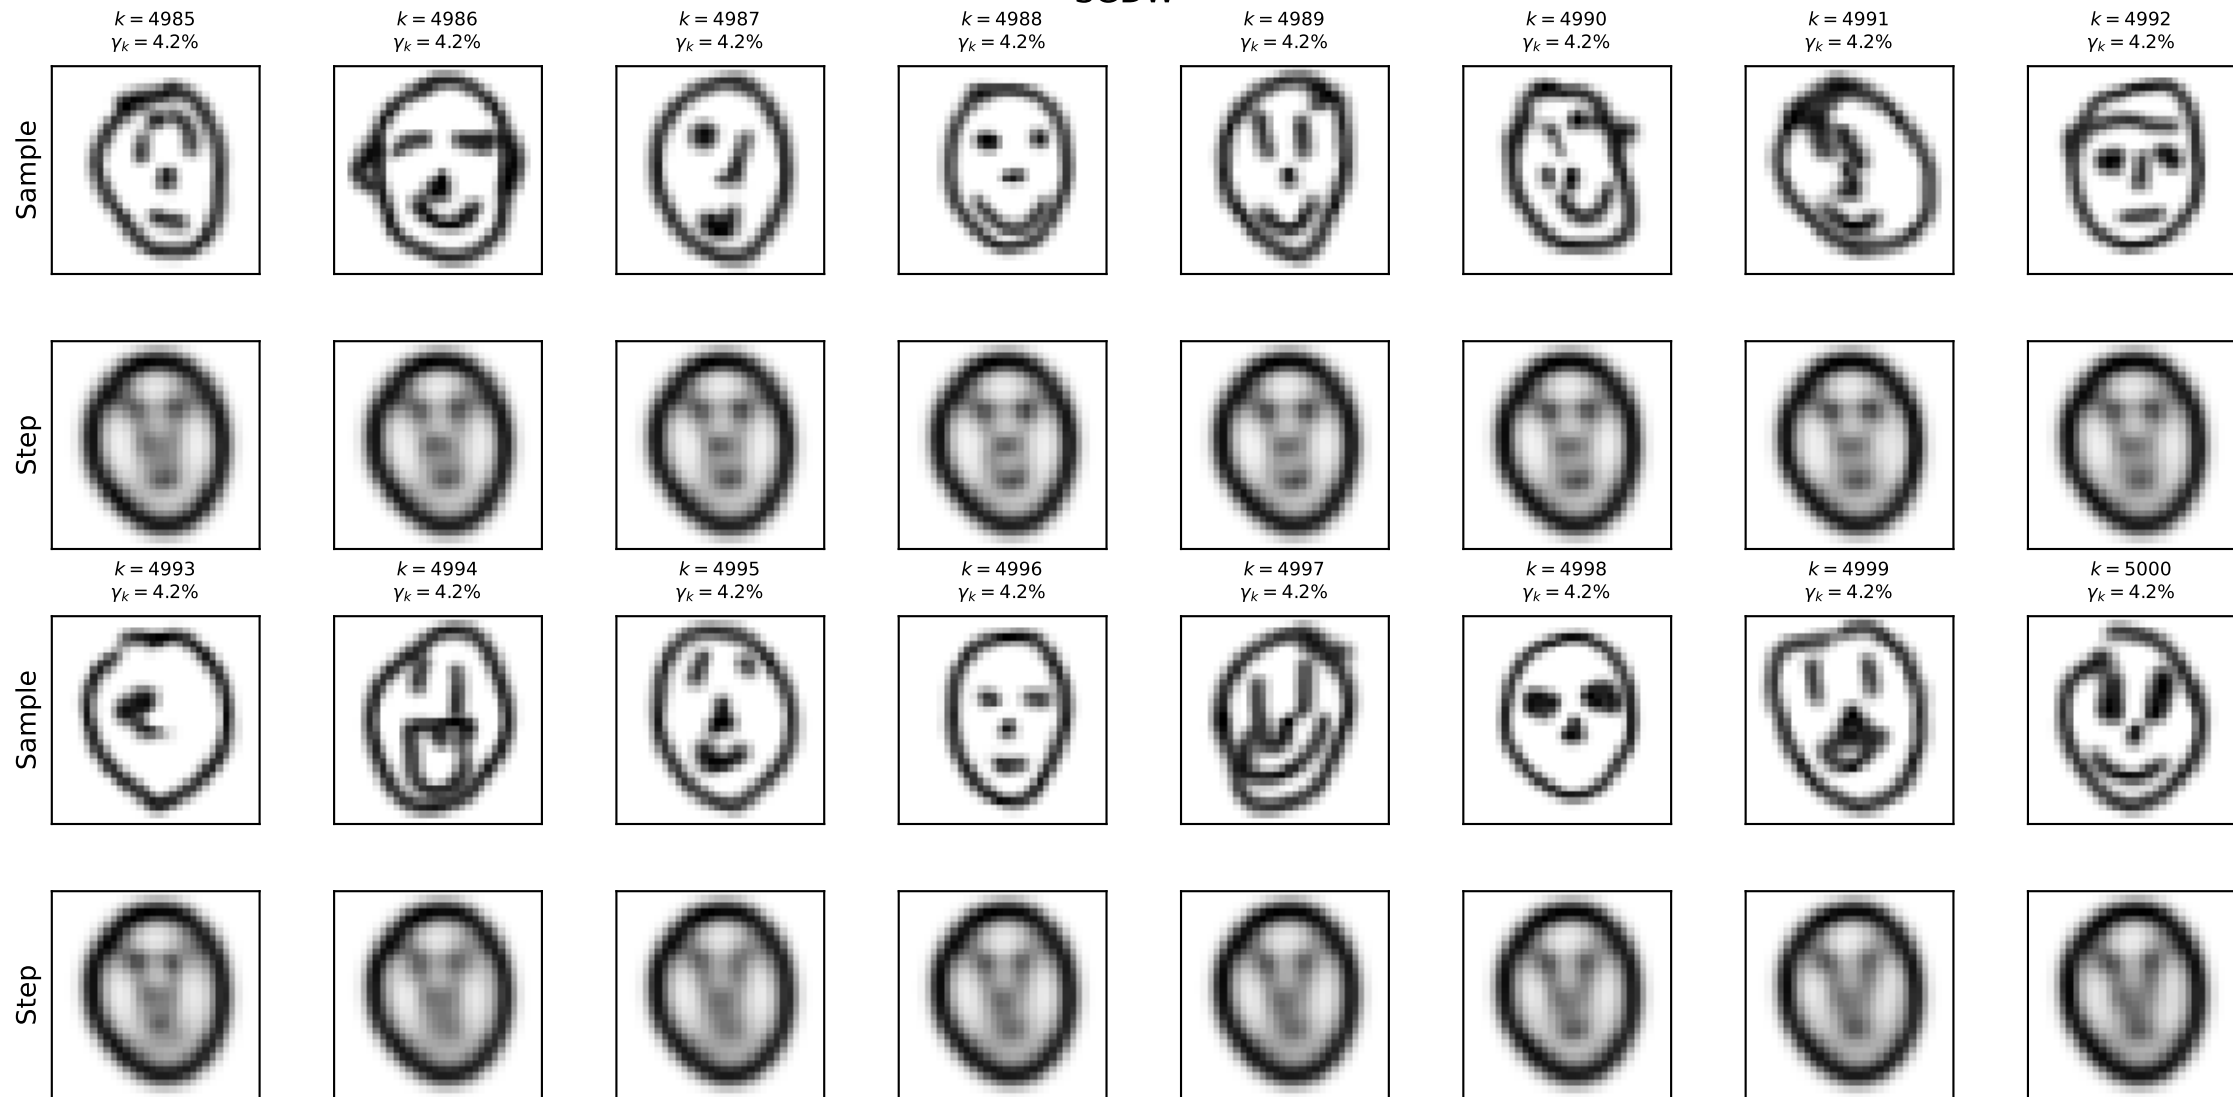 k = 4985 k = 4986 k = 4987 k = 4988 k = 4989 k = 4990 k = 4991 k = 4992
γk = 4.2% γk = 4.2% γk = 4.2% γk = 4.2% γk = 4.2% γk = 4.2% γk = 4.2% γk = 4.2%
Sample
Step
k = 4993 k = 4994 k = 4995 k = 4996 k = 4997 k = 4998 k = 4999 k = 5000
γk = 4.2% γk = 4.2% γk = 4.2% γk = 4.2% γk = 4.2% γk = 4.2% γk = 4.2% γk = 4.2%
Sample
Step